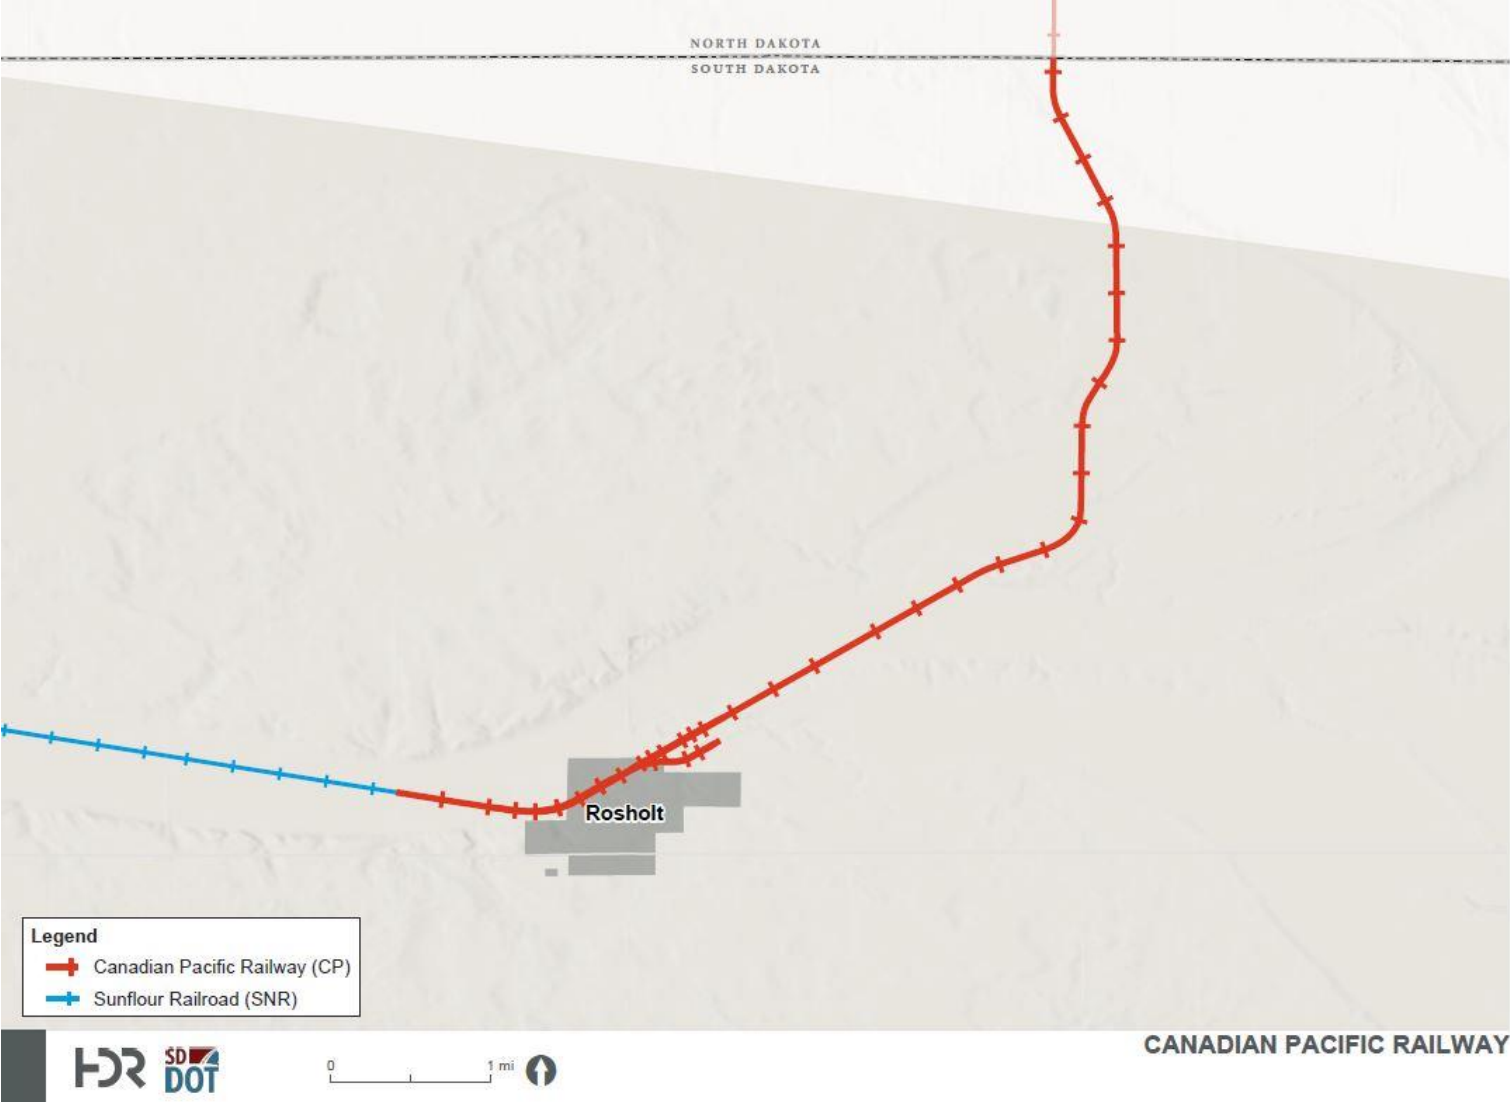 NORTH DAKOTA
SOUTH DAKOTA
Rosholt
Legend
Canadian Pacific Railway (CP)
Sunflour Railroad (SNR)
CANADIAN PACIFIC RAILWAY
HDR
SD
DOT
0 1 mi